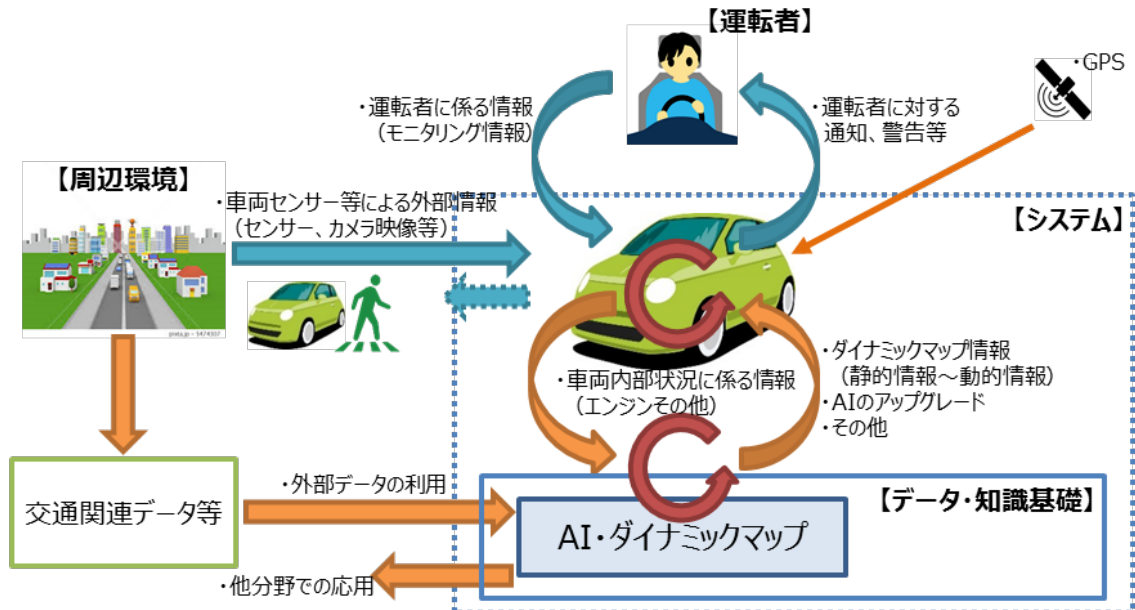 【運転者】
・GPS
・運転者に係る情報
（モニタリング情報）
・運転者に対する
通知、警告等
【周辺環境】
・車両センサー等による外部情報
（センサー、カメラ映像等）
【システム】
pixta.jp - 5474307
・ダイナミックマップ情報
（静的情報～動的情報）
・AIのアップグレード
・その他
・車両内部状況に係る情報
（エンジンその他）
・外部データの利用
【データ・知識基礎】
交通関連データ等
AI・ダイナミックマップ
・他分野での応用